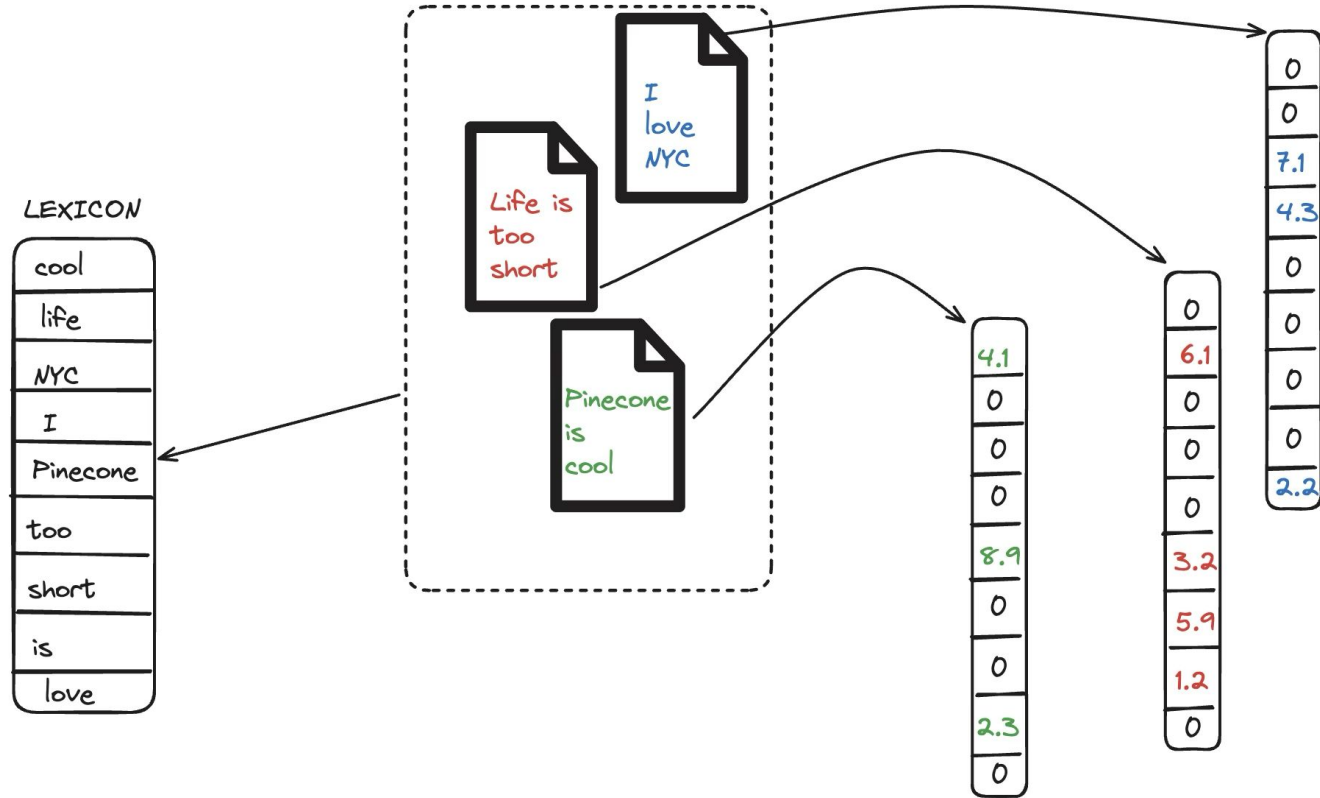 LEXICON
cool
life
NYC
I
Pinecone
too
short
is
love
I
love
NYC
Life is
too
short
Pinecone
is
cool
4.1
0
0
0
8.9
0
0
2.3
0
0
6.1
0
0
0
3.2
5.9
1.2
0
0
0
7.1
4.3
0
0
0
0
2.2